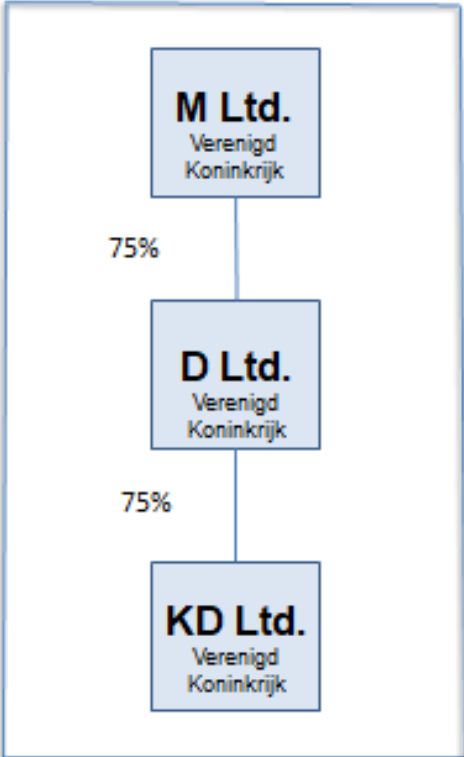 M Ltd.
Verenigd
Koninkrijk
75%
D Ltd.
Verenigd
Koninkrijk
75%
KD Ltd.
Verenigd
Koninkrijk